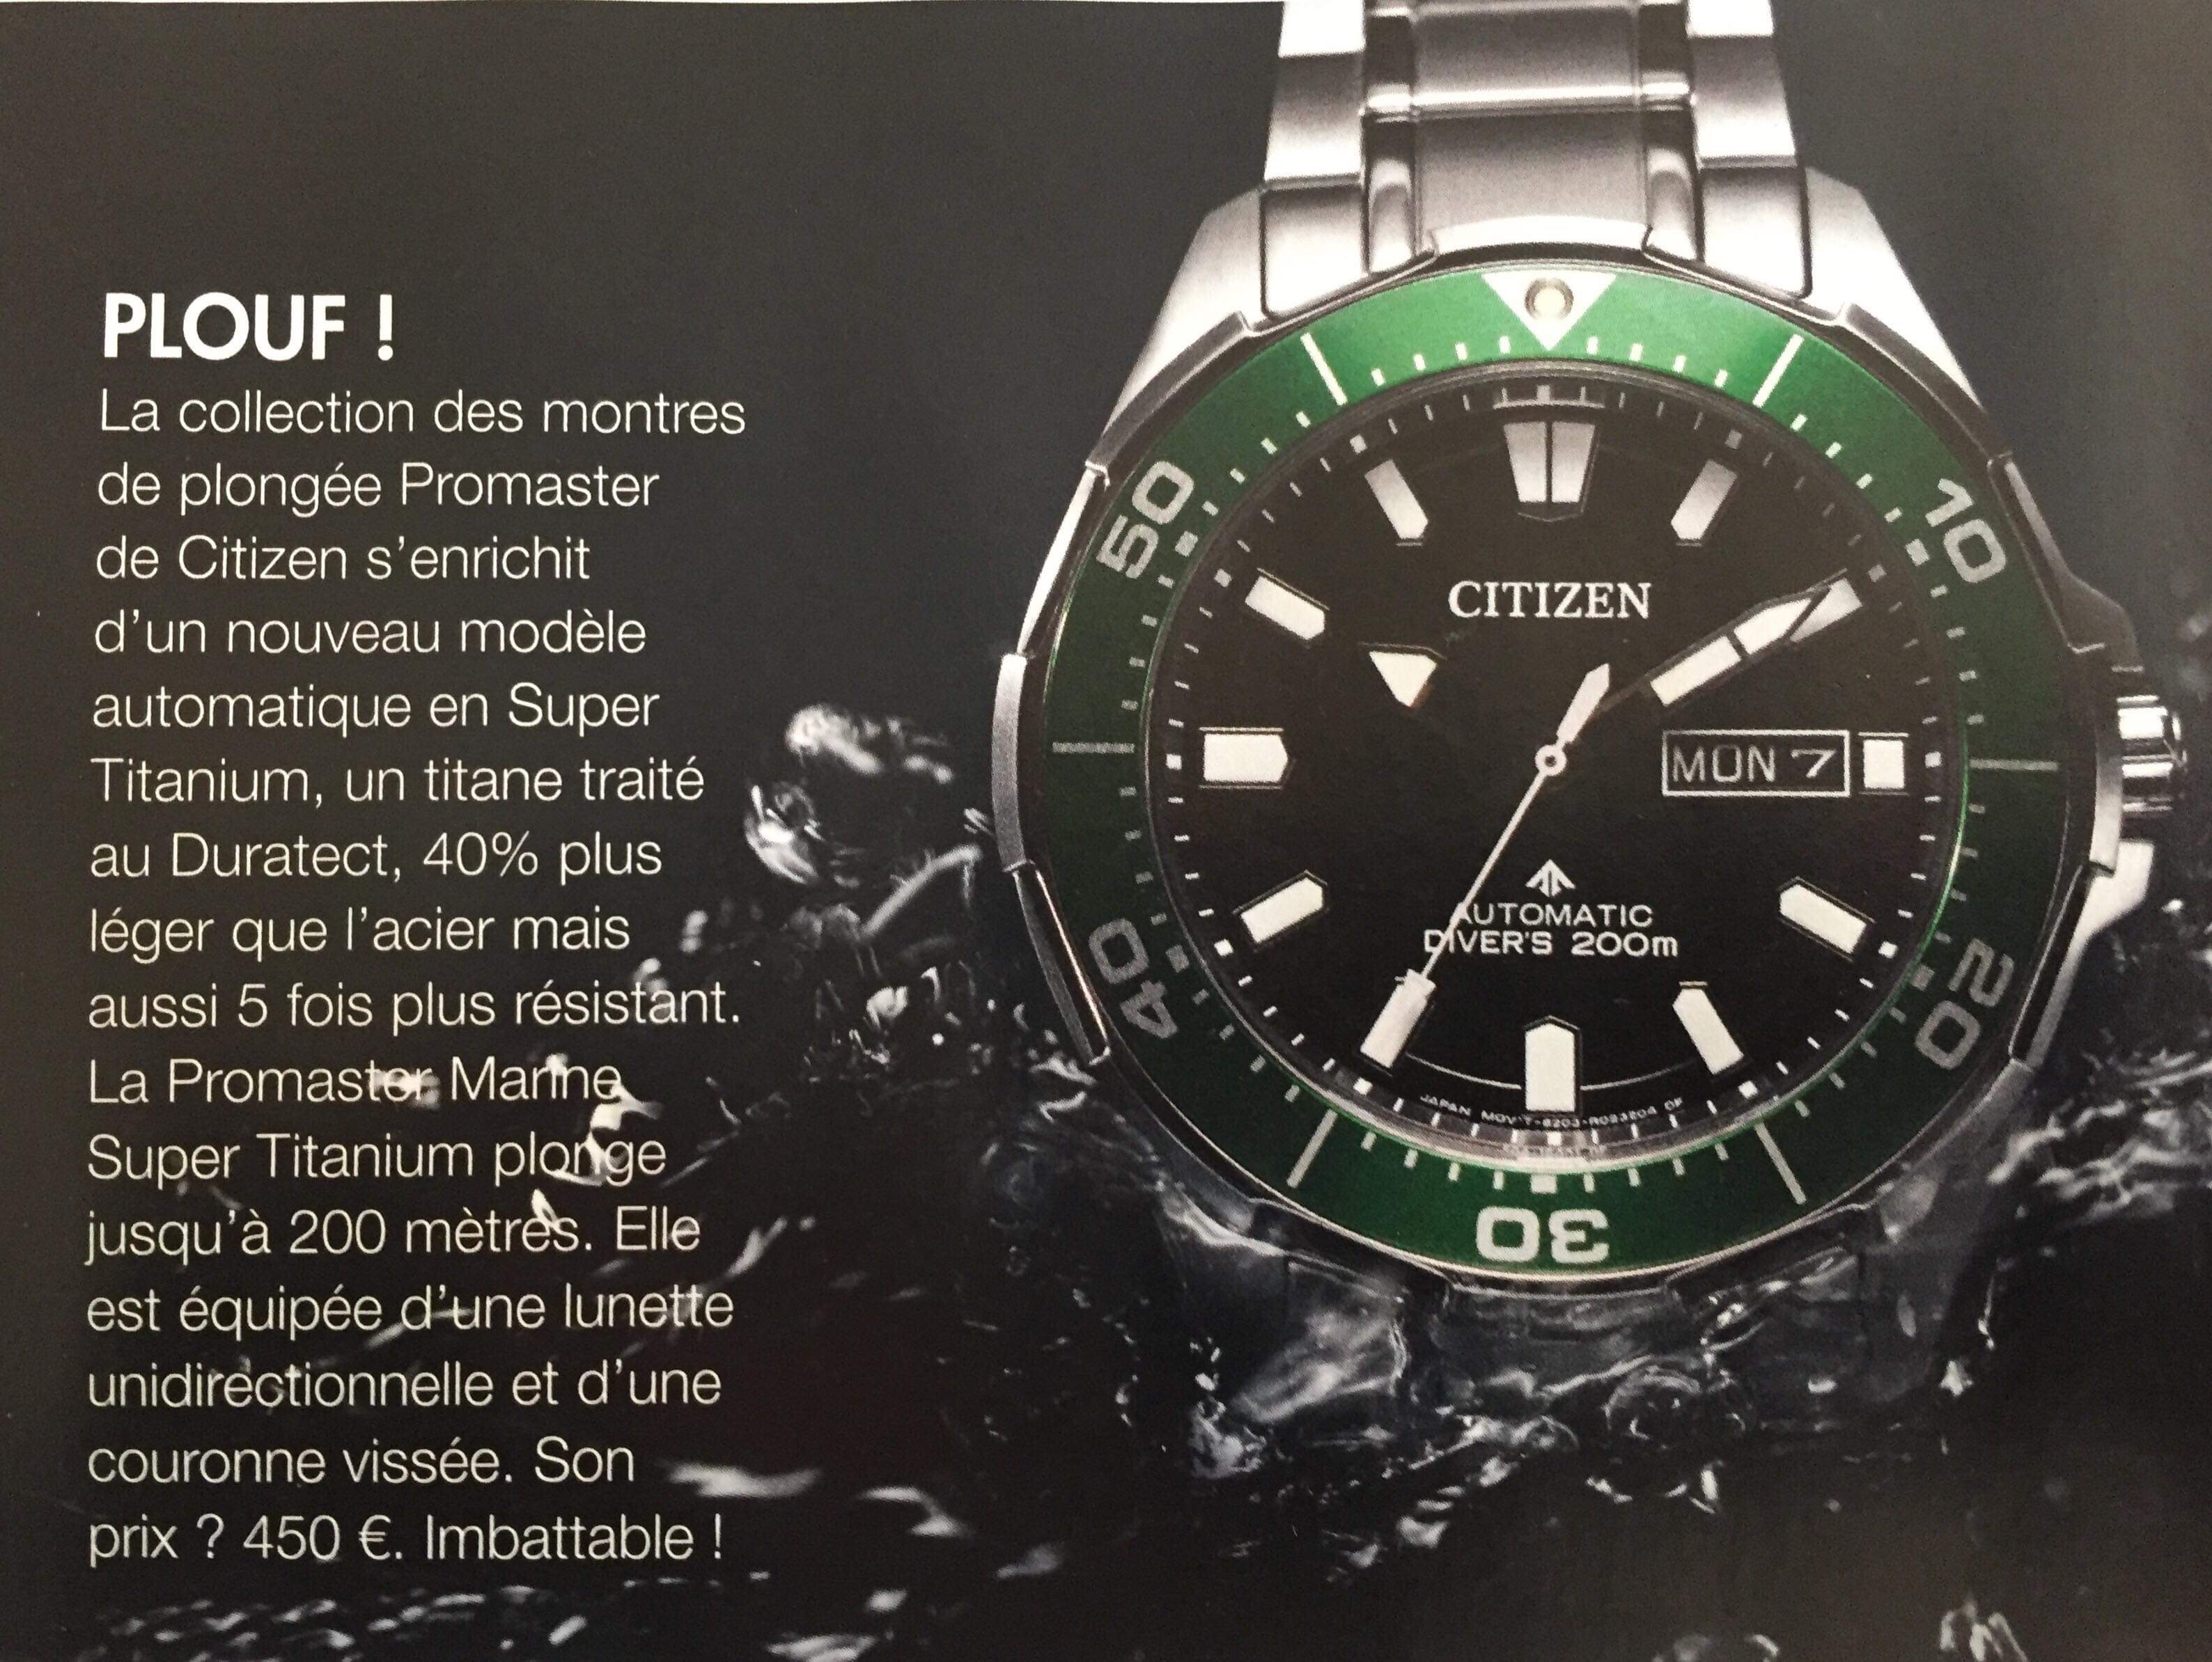 PLOUF !
La collection des montres
de plongée Promaster
de Citizen s'enrichit
d'un nouveau modèle
automatique en Super
Titanium, un titane traité
au Duratect, 40% plus
léger que l'acier mais
aussi 5 fois plus résistant.
La Promaster Marine
Super Titanium plonge
jusqu'à 200 mètres. Elle
est équipée d'une lunette
unidirectionnelle et d'une
couronne vissée. Son
prix ? 450 €. Imbattable !
50
10
CITIZEN
MON 7
AUTOMATIC
DIVER'S 200m
40
20
JAPAN MOV'T
30